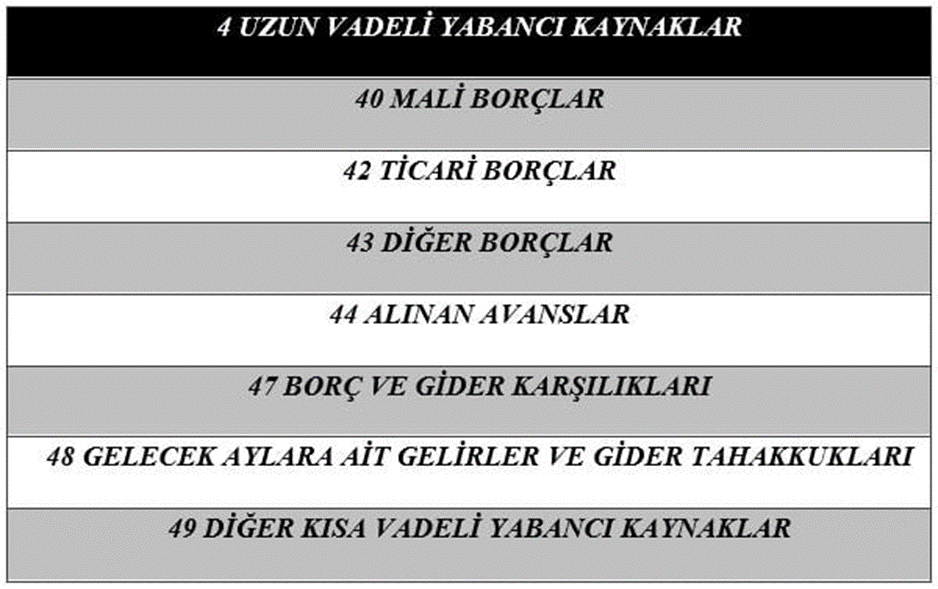 4 UZUN VADELİ YABANCI KAYNAKLAR
40 MALİ BORÇLAR
42 TİCARİ BORÇLAR
43 DİĞER BORÇLAR
44 ALINAN AVANSLAR
47 BORÇ VE GİDER KARŞILIKLARI
48 GELECEK AYLARA AİT GELİRLER VE GİDER TAHAKKUKLARI
49 DİĞER KISA VADELİ YABANCI KAYNAKLAR